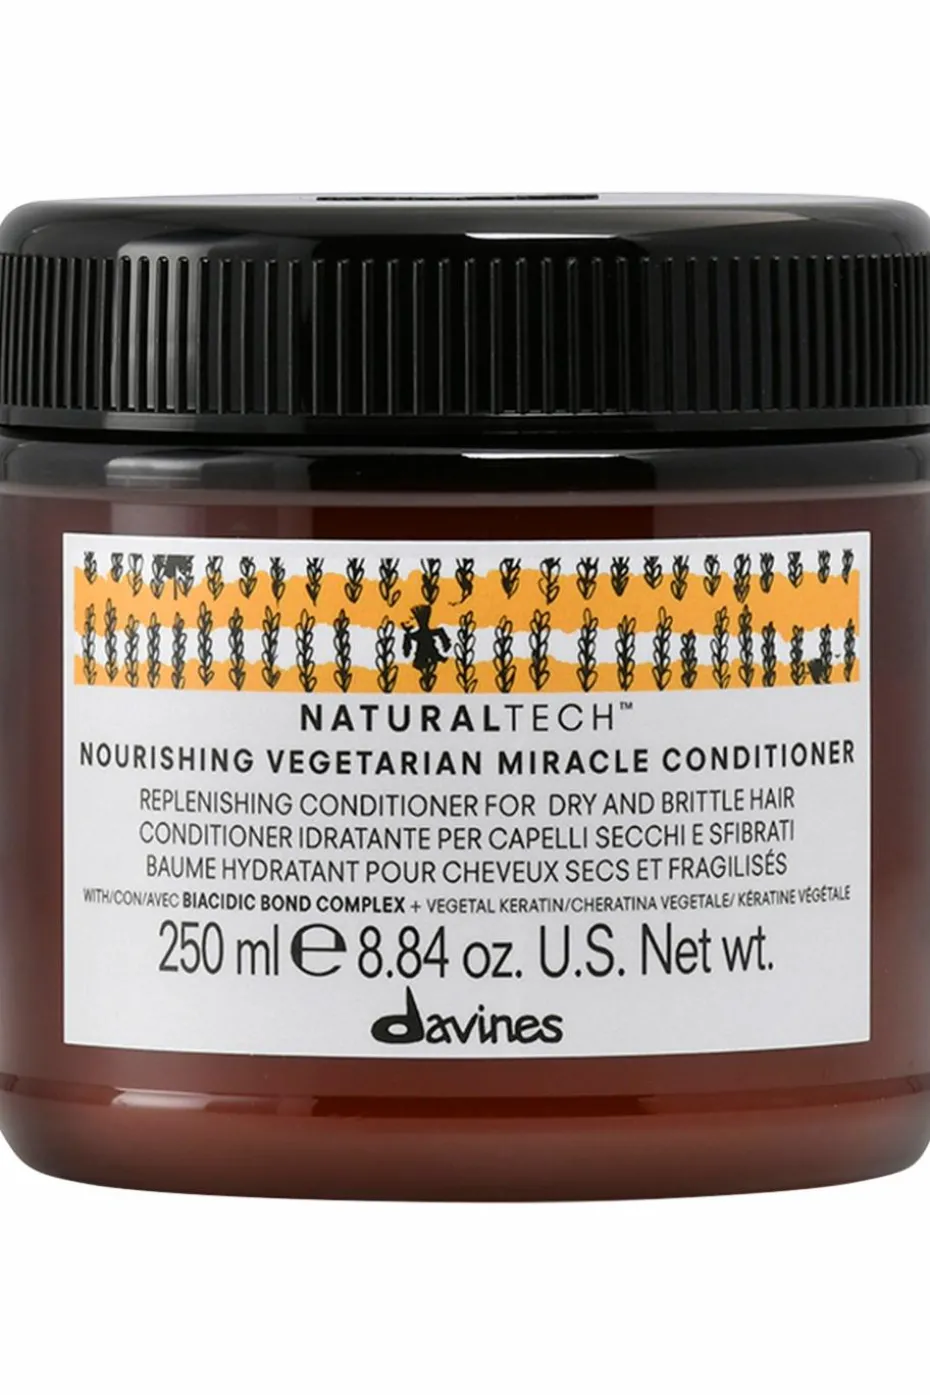 NATURALTECH™
NOURISHING VEGETARIAN MIRACLE CONDITIONER
REPLENISHING CONDITIONER FOR DRY AND BRITTLE HAIR
CONDITIONER IDRATANTE PER CAPELLI SECCHI E SFIBRATI
BAUME HYDRATANT POUR CHEVEUX SECS ET FRAGILISÉS
WITH/CON/AVEC BIACIDIC BOND COMPLEX + VEGETAL KERATIN/CHERATINA VEGETALE/ KÉRATINE VÉGÉTALE
250 ml ℮ 8.84 oz. U.S. Net wt.
davines